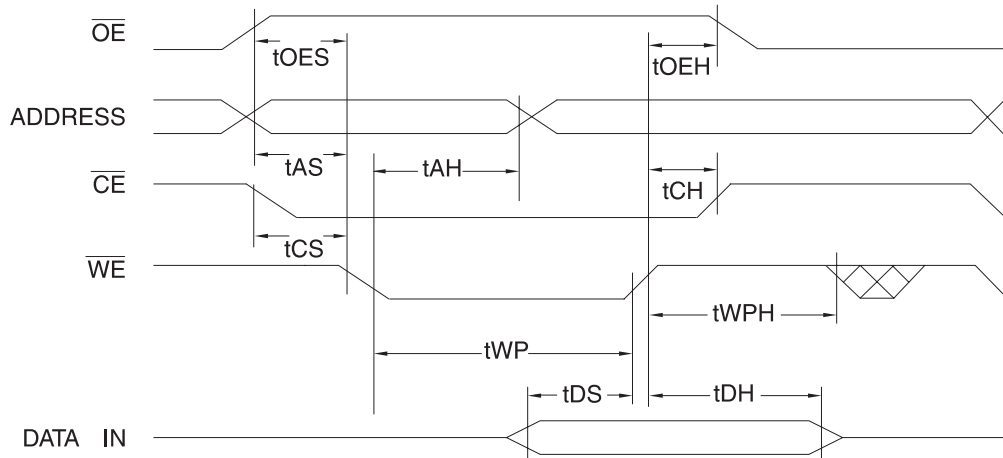 OE
tOES
tOEH
ADDRESS
tAS
tAH
tCH
CE
tCS
WE
tWPH
tWP
tDS
tDH
DATA IN